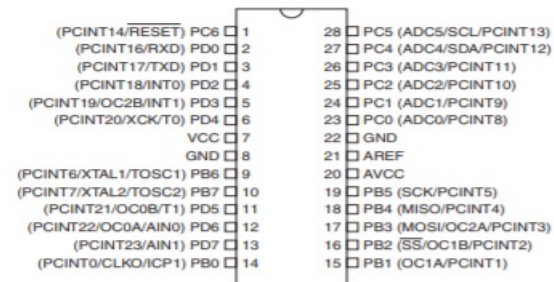 (PCINT14/RESET) PC6 1 28 PC5 (ADC5/SCL/PCINT13)
(PCINT16/RXD) PD0 2 27 PC4 (ADC4/SDA/PCINT12)
(PCINT17/TXD) PD1 3 26 PC3 (ADC3/PCINT11)
(PCINT18/INT0) PD2 4 25 PC2 (ADC2/PCINT10)
(PCINT19/OC2B/INT1) PD3 5 24 PC1 (ADC1/PCINT9)
(PCINT20/XCK/T0) PD4 6 23 PC0 (ADC0/PCINT8)
VCC 7 22 GND
GND 8 21 AREF
(PCINT6/XTAL1/TOSC1) PB6 9 20 AVCC
(PCINT7/XTAL2/TOSC2) PB7 10 19 PB5 (SCK/PCINT5)
(PCINT21/OC0B/T1) PD5 11 18 PB4 (MISO/PCINT4)
(PCINT22/OC0A/AIN0) PD6 12 17 PB3 (MOSI/OC2A/PCINT3)
(PCINT23/AIN1) PD7 13 16 PB2 (SS/OC1B/PCINT2)
(PCINT0/CLKO/ICP1) PB0 14 15 PB1 (OC1A/PCINT1)